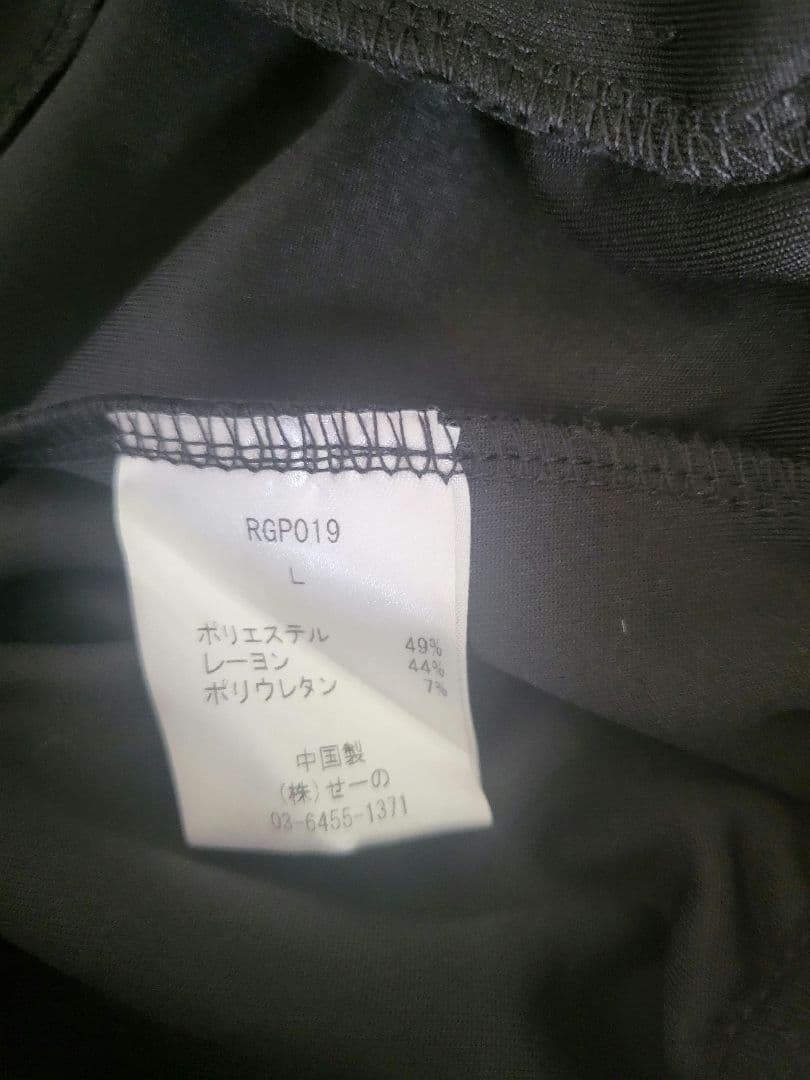 RGP019
L
ポリエステル 49%
レーヨン 44%
ポリウレタン 7%
中国製
(株)せーの
03-6455-1371